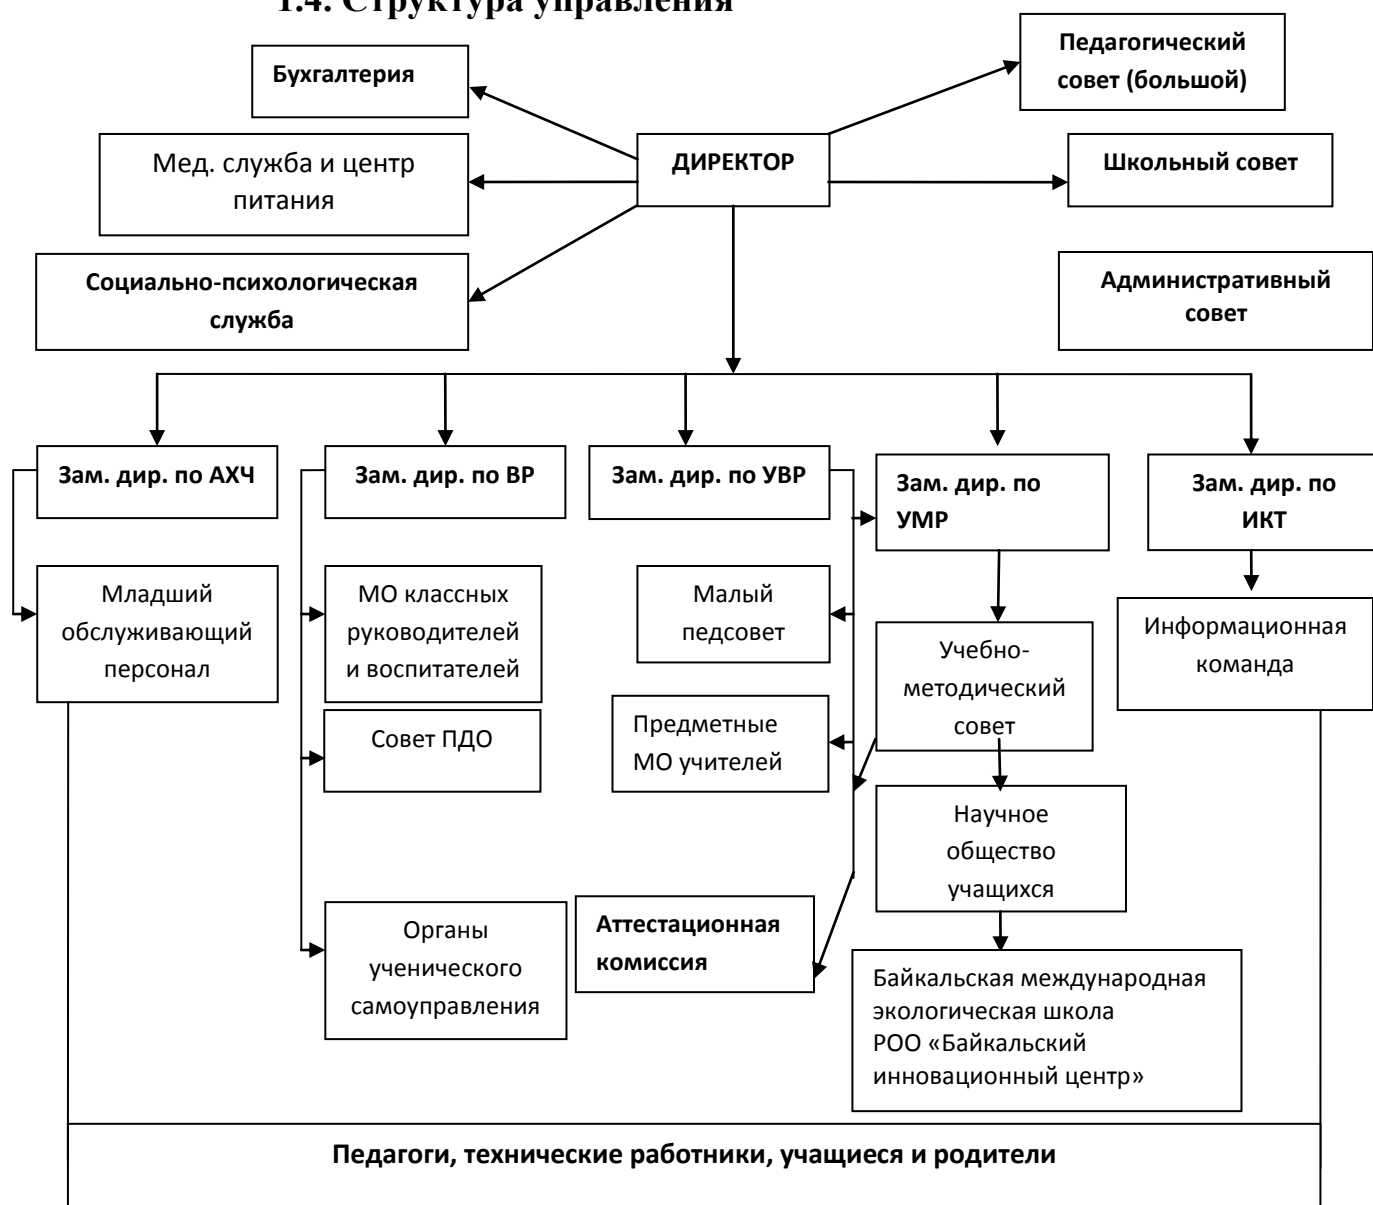 1.4. Структура управления
Бухгалтерия
Педагогический
совет (большой)
Мед. служба и центр
питания
ДИРЕКТОР
Школьный совет
Социально-психологическая
служба
Административный
совет
Зам. дир. по АХЧ
Зам. дир. по ВР
Зам. дир. по УВР
Зам. дир. по
УМР
Зам. дир. по
ИКТ
Младший
обслуживающий
персонал
МО классных
руководителей
и воспитателей
Малый
педсовет
Учебно-
методический
совет
Информационная
команда
Совет ПДО
Предметные
МО учителей
Научное
общество
учащихся
Органы
ученического
самоуправления
Аттестационная
комиссия
Байкальская международная
экологическая школа
РОО «Байкальский
инновационный центр»
Педагоги, технические работники, учащиеся и родители